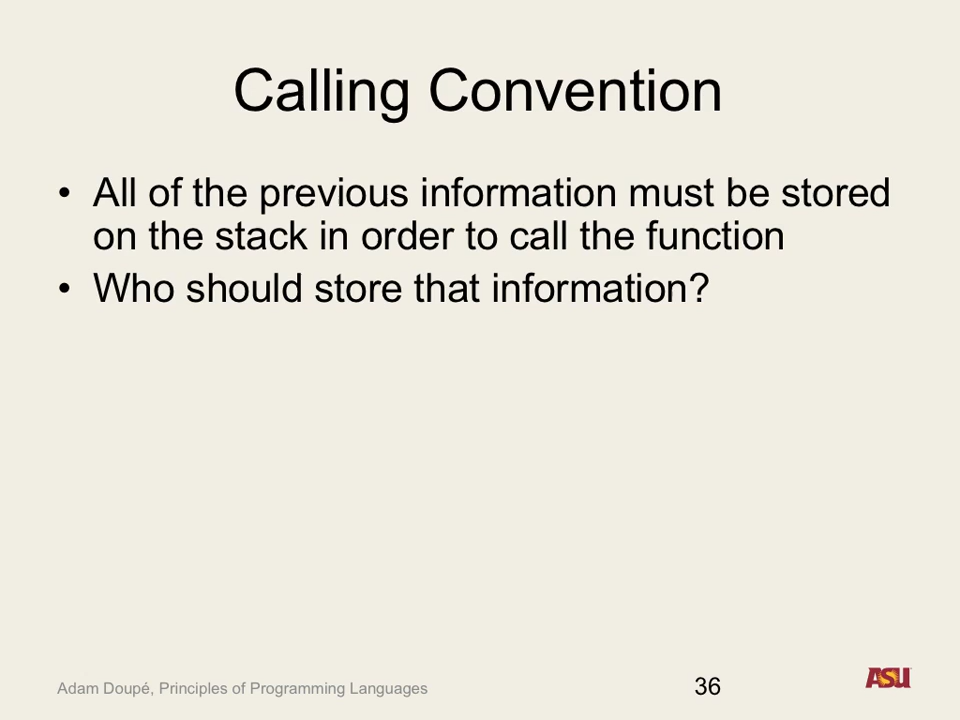 Calling Convention
• All of the previous information must be stored
on the stack in order to call the function
• Who should store that information?
Adam Doupé, Principles of Programming Languages
36
ASU